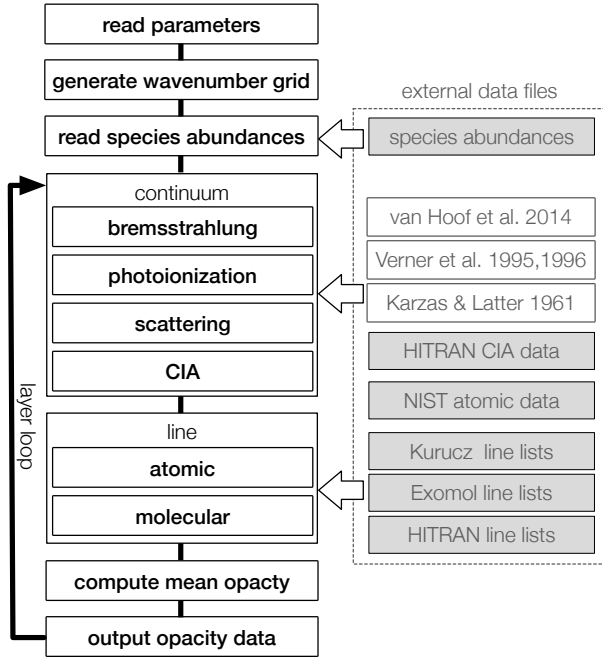 read parameters
generate wavenumber grid
read species abundances
continuum
bremsstrahlung
photoionization
scattering
CIA
line
atomic
molecular
compute mean opacty
output opacity data
layer loop
external data files
species abundances
van Hoof et al. 2014
Verner et al. 1995,1996
Karzas & Latter 1961
HITRAN CIA data
NIST atomic data
Kurucz line lists
Exomol line lists
HITRAN line lists